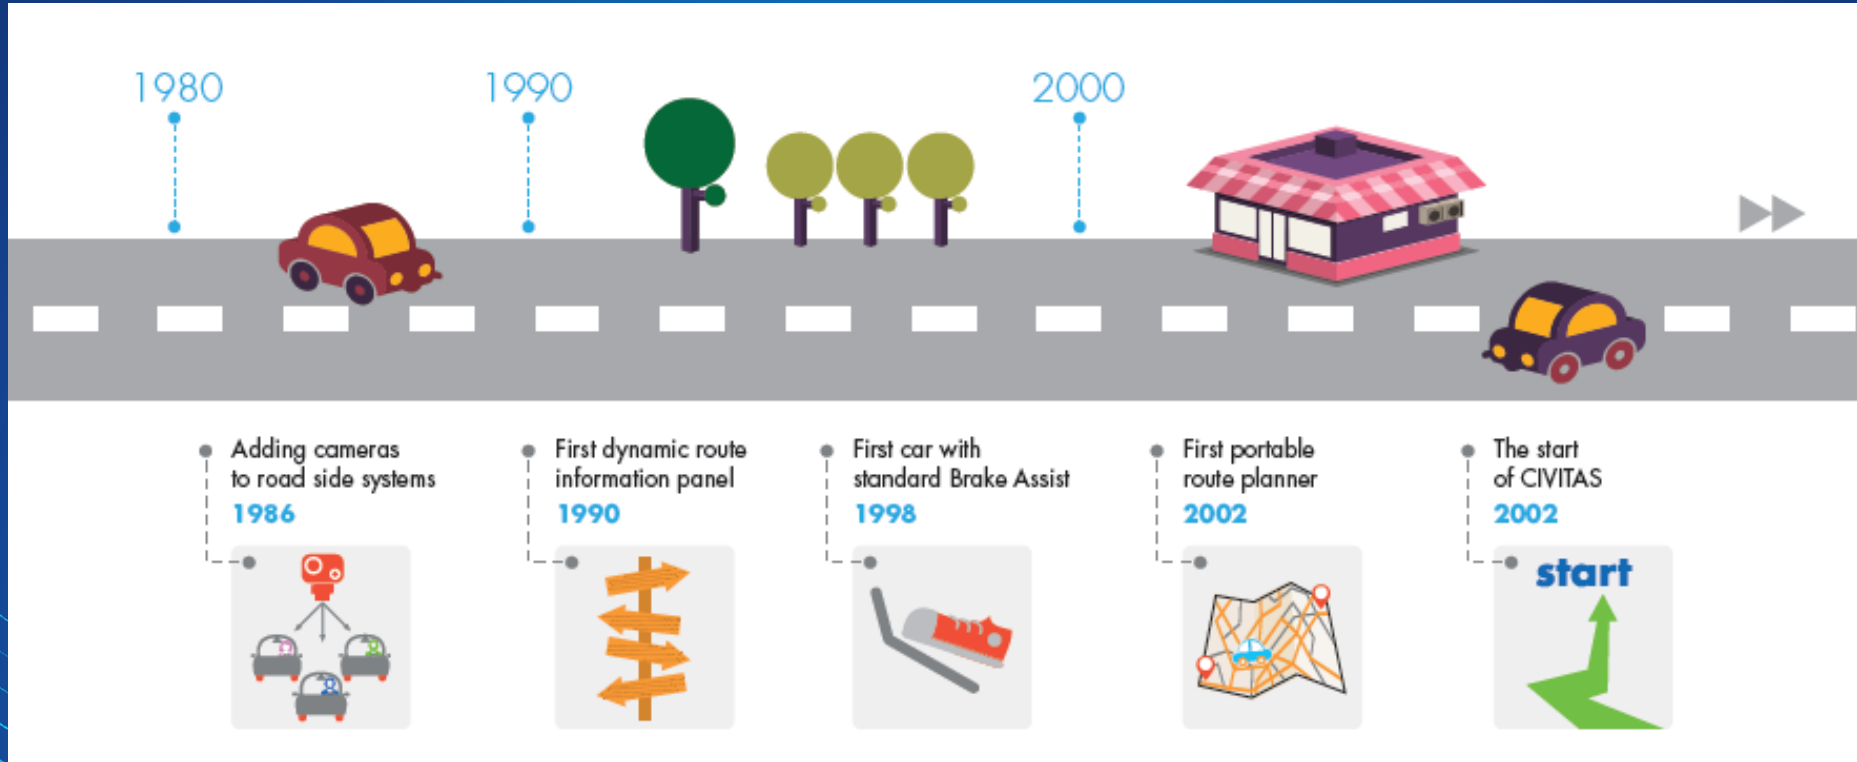 1980
1990
2000
Adding cameras
to road side systems
1986
First dynamic route
information panel
1990
First car with
standard Brake Assist
1998
First portable
route planner
2002
The start
of CIVITAS
2002
start